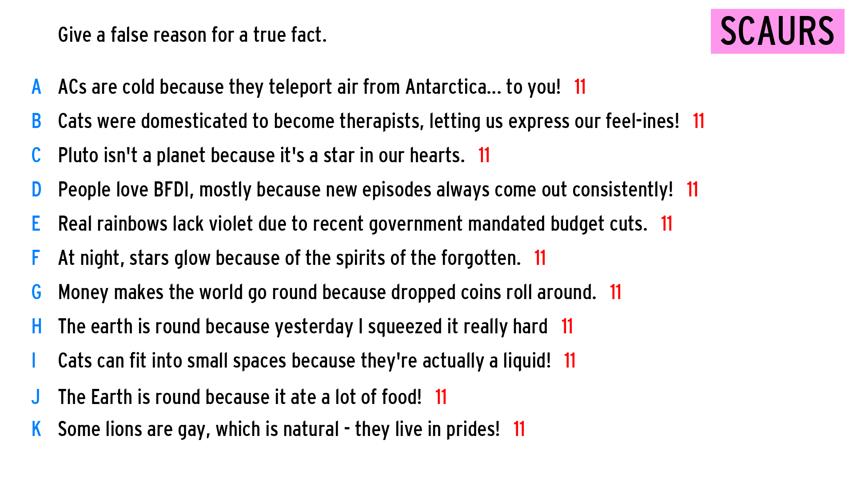 Give a false reason for a true fact.
SCAURS
A ACs are cold because they teleport air from Antarctica... to you! 11
B Cats were domesticated to become therapists, letting us express our feel-ines! 11
C Pluto isn't a planet because it's a star in our hearts. 11
D People love BFDI, mostly because new episodes always come out consistently! 11
E Real rainbows lack violet due to recent government mandated budget cuts. 11
F At night, stars glow because of the spirits of the forgotten. 11
G Money makes the world go round because dropped coins roll around. 11
H The earth is round because yesterday I squeezed it really hard 11
I Cats can fit into small spaces because they're actually a liquid! 11
J The Earth is round because it ate a lot of food! 11
K Some lions are gay, which is natural - they live in prides! 11